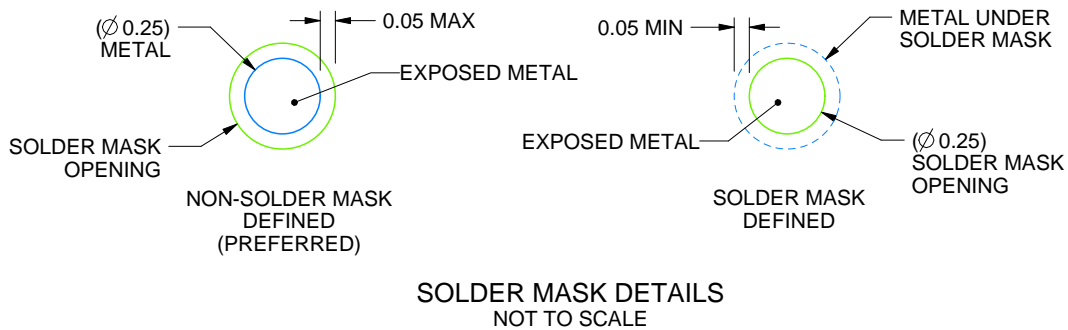 (Ø 0.25)
METAL
0.05 MAX
EXPOSED METAL
SOLDER MASK
OPENING
NON-SOLDER MASK
DEFINED
(PREFERRED)
0.05 MIN
METAL UNDER
SOLDER MASK
EXPOSED METAL
(Ø 0.25)
SOLDER MASK
OPENING
SOLDER MASK
DEFINED
SOLDER MASK DETAILS
NOT TO SCALE